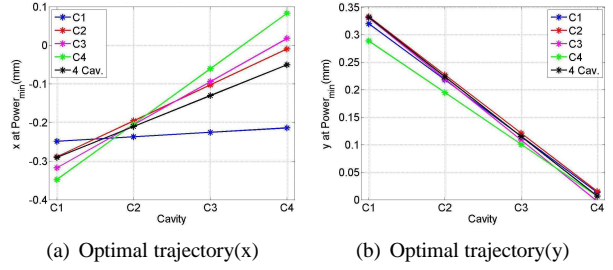 0.1
0
-0.1
-0.2
-0.3
-0.4
x at Power_min(mm)
C1 C2 C3 C4
Cavity
C1
C2
C3
C4
4 Cav.
(a) Optimal trajectory(x)
0.35
0.3
0.25
0.2
0.15
0.1
0.05
0
y at Power_min(mm)
C1 C2 C3 C4
Cavity
C1
C2
C3
C4
4 Cav.
(b) Optimal trajectory(y)